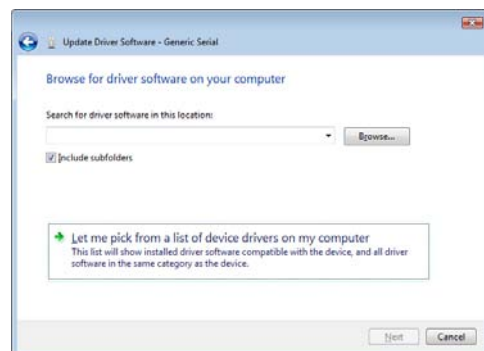 Update Driver Software - Generic Serial
Browse for driver software on your computer
Search for driver software in this location:
Browse...
Include subfolders
Let me pick from a list of device drivers on my computer
This list will show installed driver software compatible with the device, and all driver
software in the same category as the device.
Next Cancel